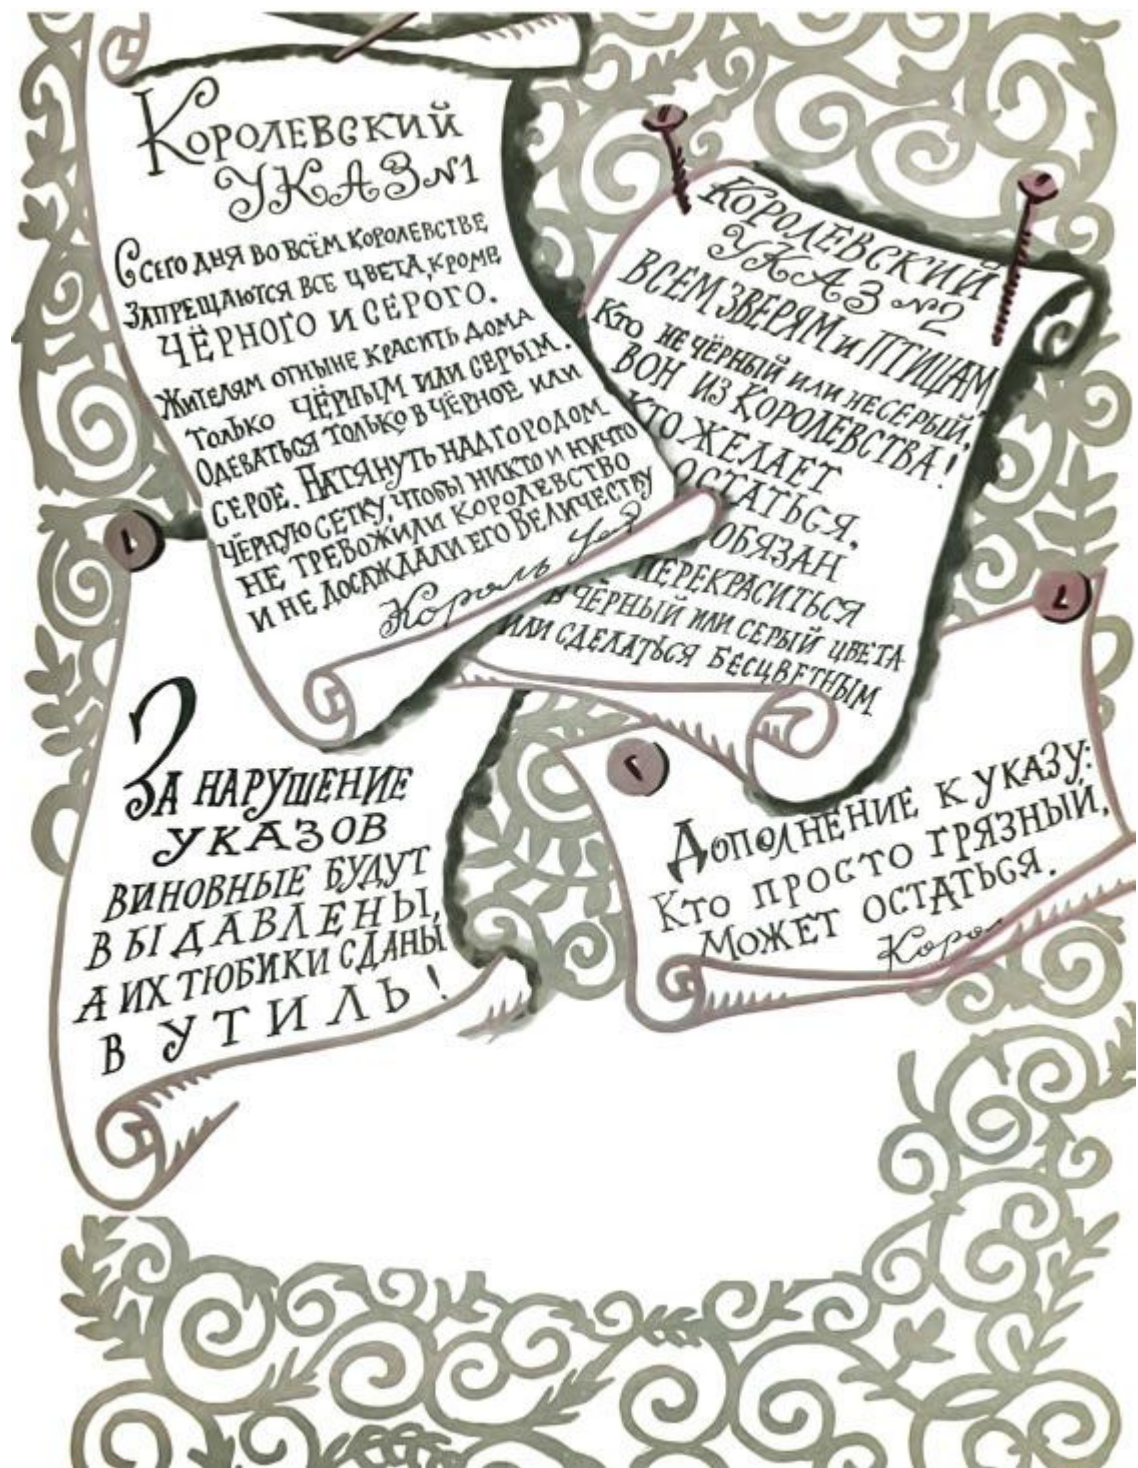 Королевский
указ №1
С сего дня во всём королевстве
запрещаются все цвета, кроме
чёрного и серого.
Жителям отныне красить дома
только чёрным или серым.
Одеваться только в чёрное или
серое. Натянуть над городом
чёрную сетку, чтобы никто и ничто
не тревожили королевство
и не досаждали его Величеству
Король
Королевский
указ №2
Всем зверям и птицам
Кто не чёрный или не серый,
вон из королевства!
Кто желает
остаться,
обязан
перекраситься
в чёрный или серый цвета
или сделаться бесцветным
За нарушение
указов
виновные будут
выдавлены,
а их тюбики сданы
в утиль!
Дополнение к указу:
Кто просто грязный,
может остаться.
Коро